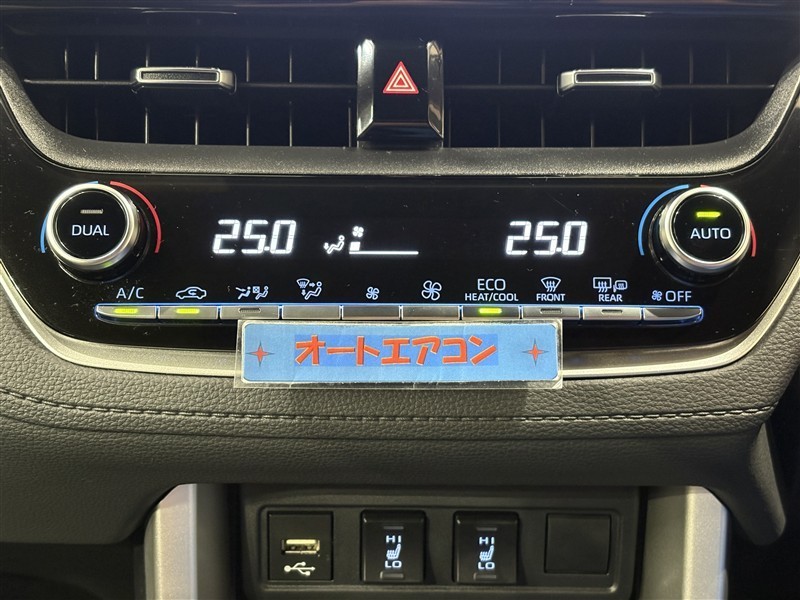 DUAL
25.0
25.0
AUTO
A/C
ECO
HEAT/COOL
FRONT
REAR
OFF
オートエアコン
HI
LO
HI
LO